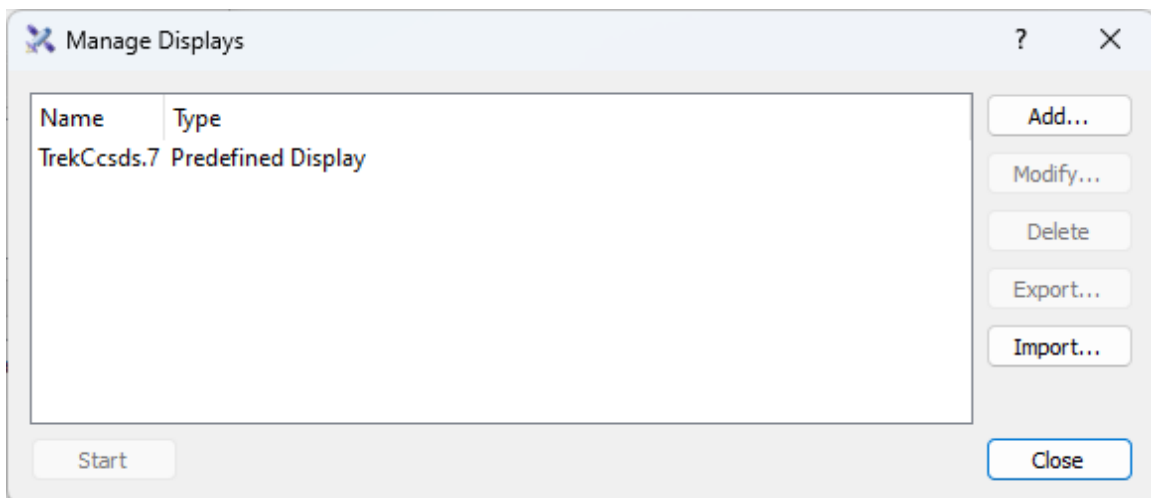 Manage Displays ?
Name Type Add...
TrekCcsds.7 Predefined Display
Modify...
Delete
Export...
Import...
Start Close